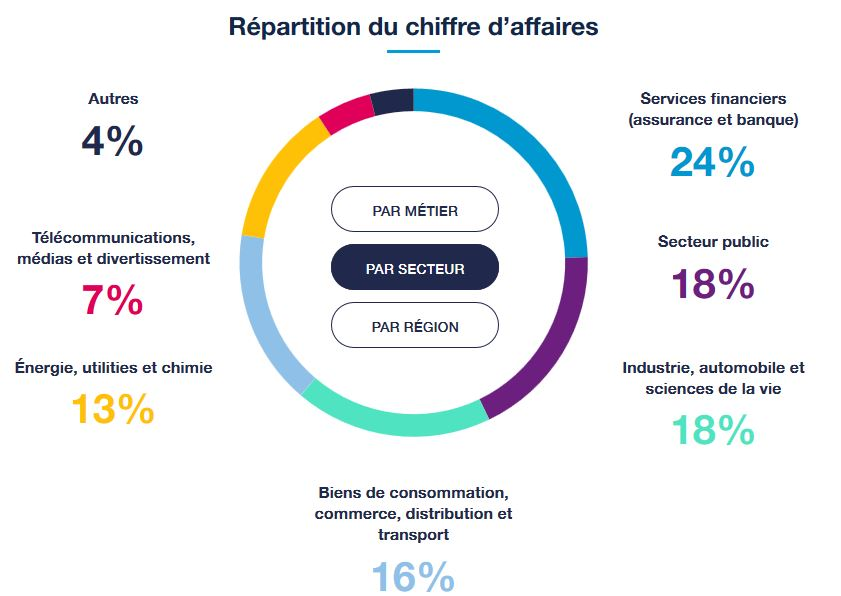 Répartition du chiffre d’affaires
Autres
4%
Services financiers
(assurance et banque)
24%
PAR MÉTIER
PAR SECTEUR
PAR RÉGION
Télécommunications,
médias et divertissement
7%
Secteur public
18%
Énergie, utilities et chimie
13%
Industrie, automobile et
sciences de la vie
18%
Biens de consommation,
commerce, distribution et
transport
16%